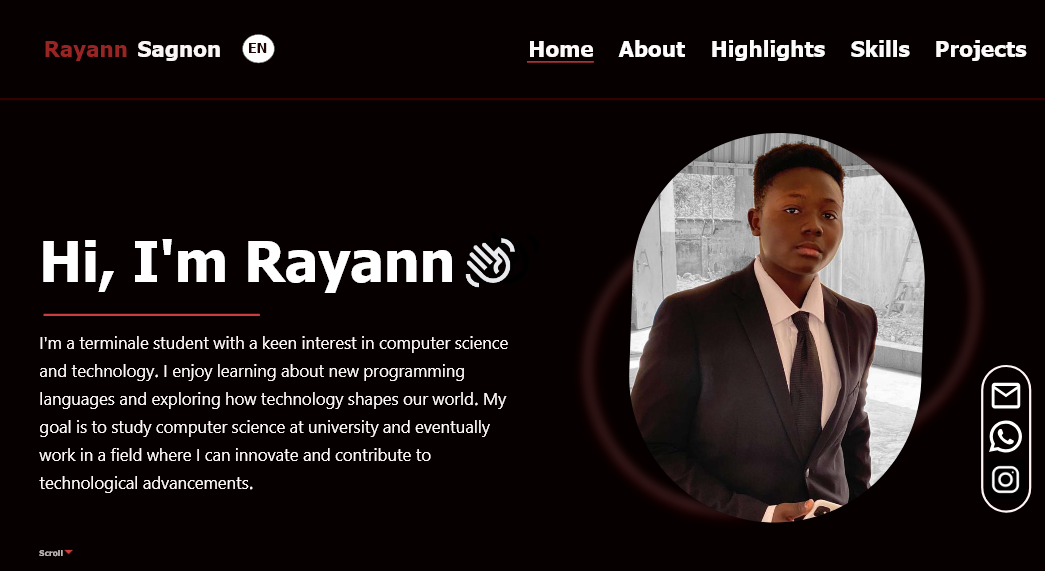 Rayann Sagnon EN
Home About Highlights Skills Projects
Hi, I'm Rayann
I'm a terminale student with a keen interest in computer science
and technology. I enjoy learning about new programming
languages and exploring how technology shapes our world. My
goal is to study computer science at university and eventually
work in a field where I can innovate and contribute to
technological advancements.
Scroll